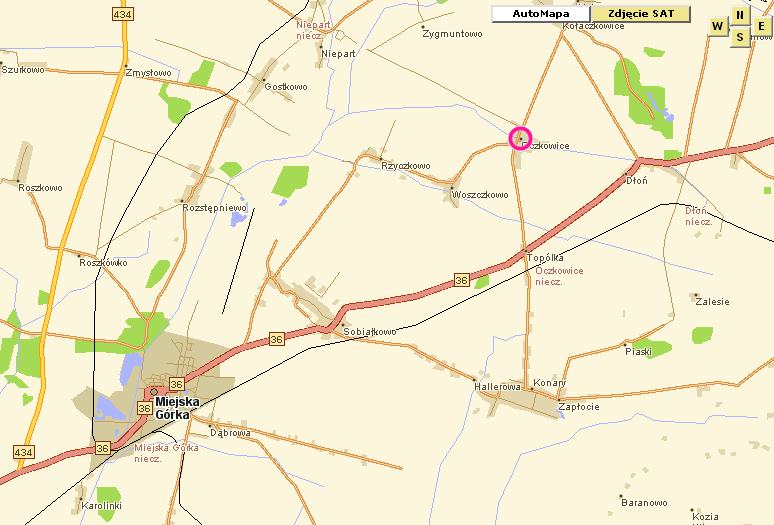 434
AutoMapa
Zdjęcie SAT
N
W
E
S
Kołaczkowice
Niepart
niecz.
Zygmuntowo
Niepart
Szurkowo
Zmysłowo
Gostkowo
Oczkowice
Rzyczkowo
Dłoń
Roszkowo
Woszczkowo
Rozstępniewo
Dłoń
niecz.
Roszkówko
Topólka
Oczkowice
niecz.
36
Zalesie
Sobiałkowo
36
Piaski
36
Hallerowa
Konary
Miejska
Górka
36
Zapłocie
Dąbrowa
36
434
Miejska Górka
niecz.
Karolinki
Baranowo
Kozia